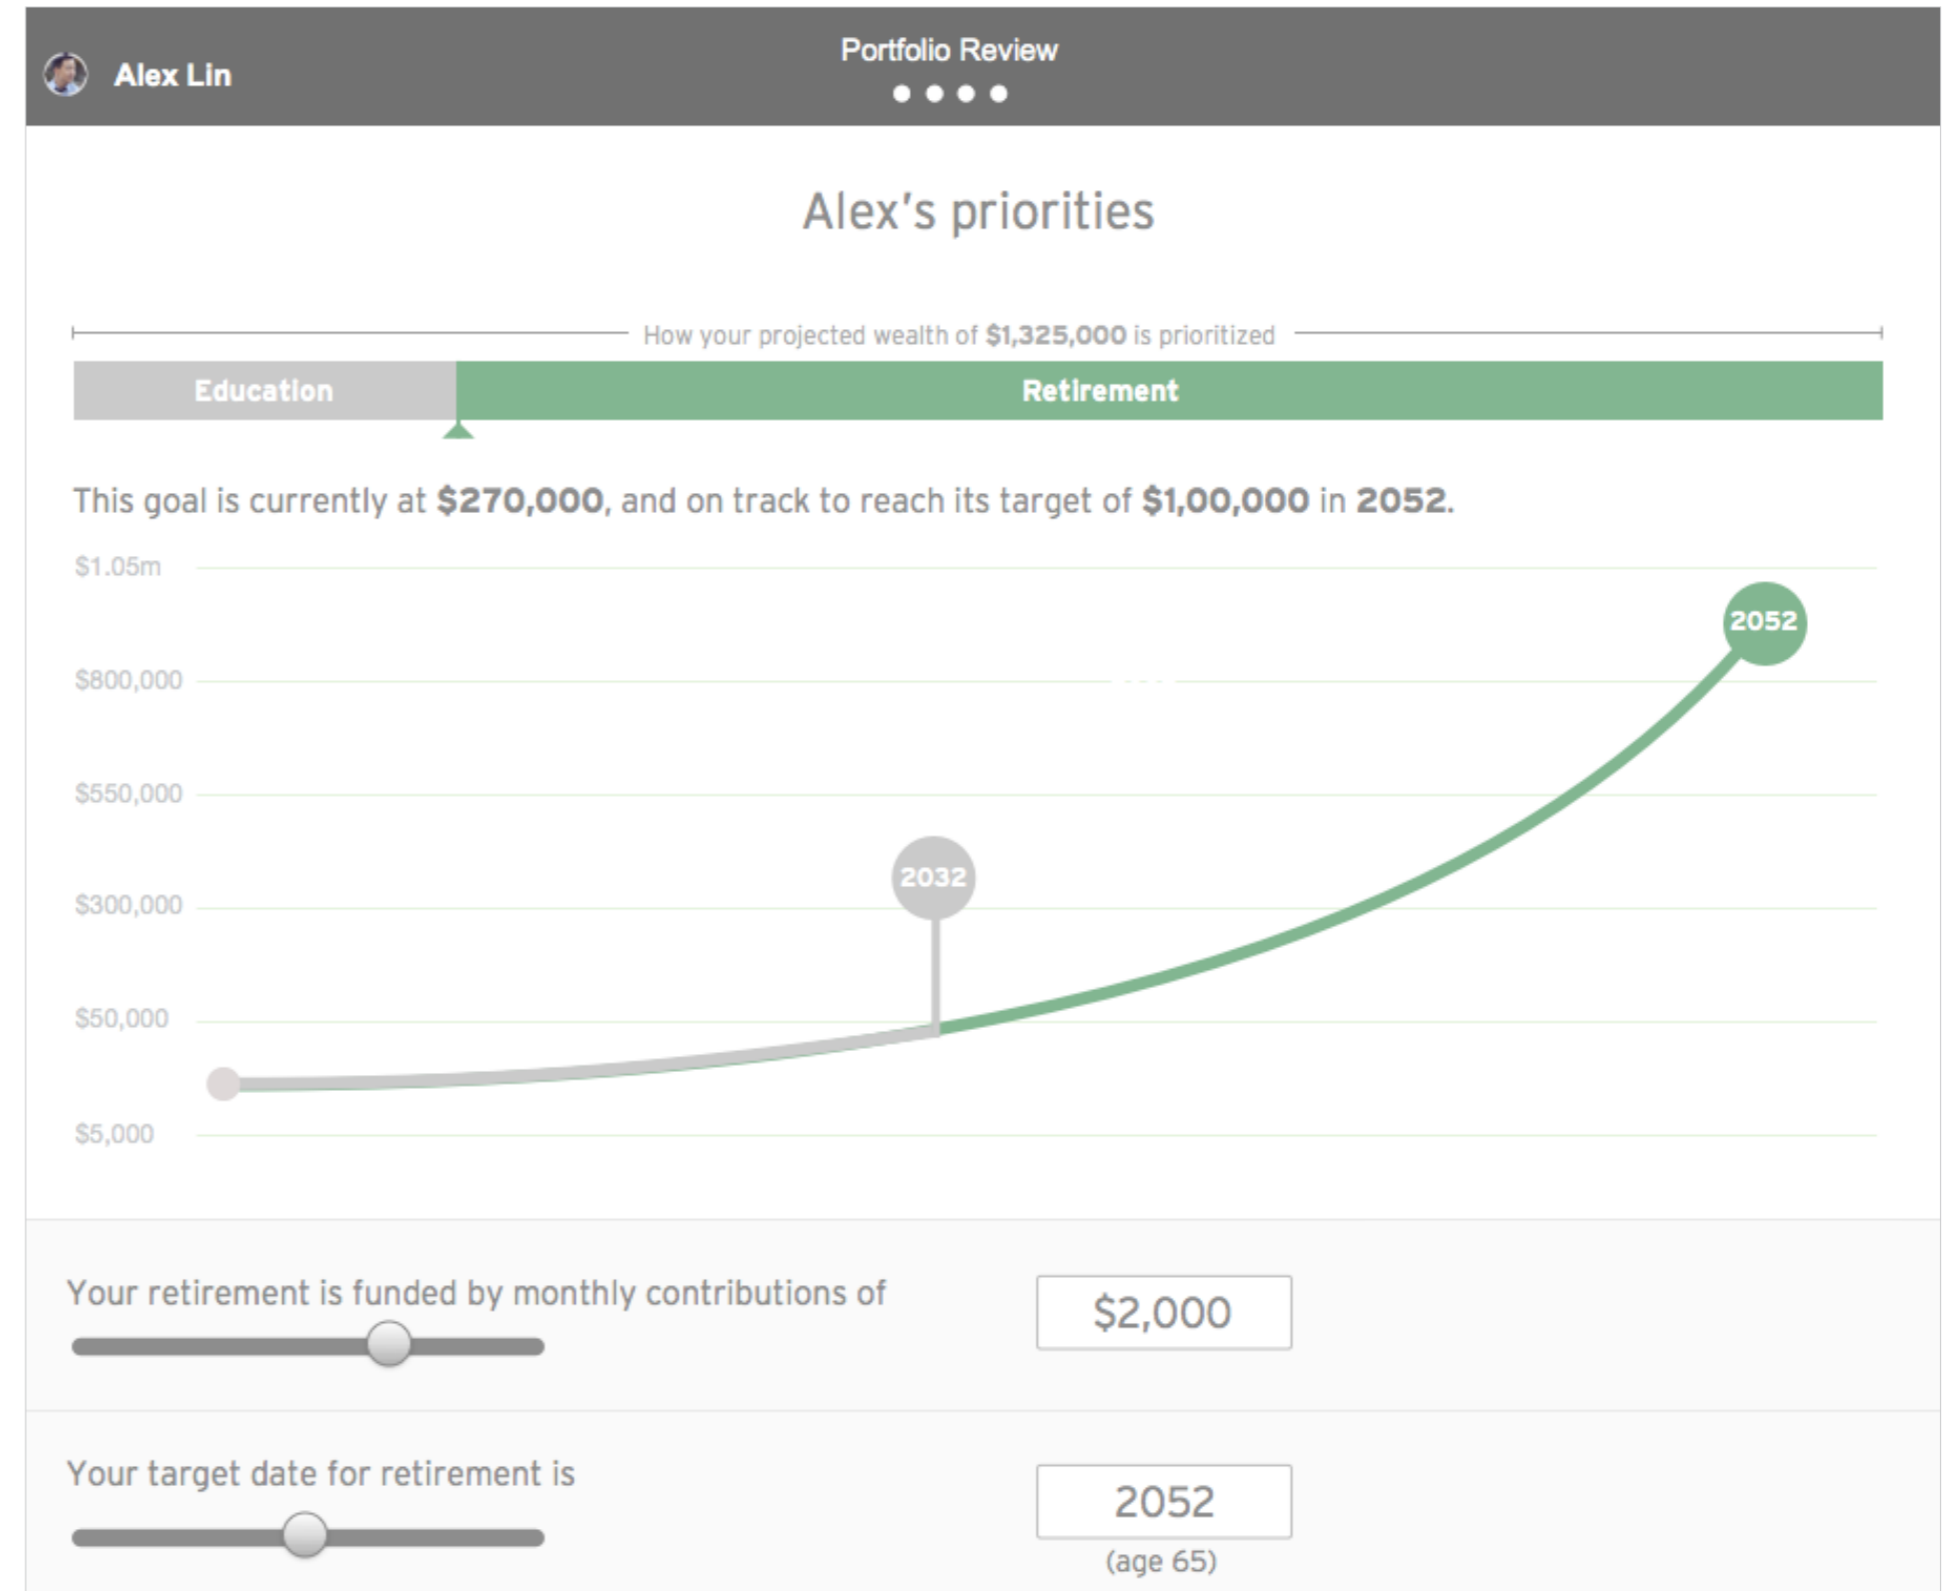 Portfolio Review
Alex Lin
Alex's priorities
How your projected wealth of $1,325,000 is prioritized
Education
Retirement
This goal is currently at $270,000, and on track to reach its target of $1,00,000 in 2052.
$1.05m
2052
$800,000
$550,000
2032
$300,000
$50,000
$5,000
Your retirement is funded by monthly contributions of
$2,000
Your target date for retirement is
2052
(age 65)